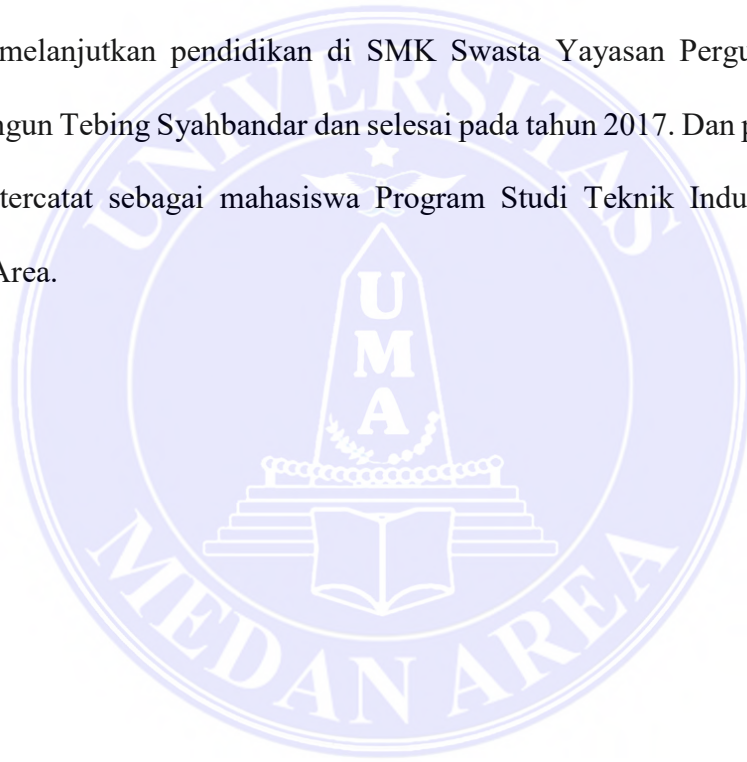 melanjutkan pendidikan di SMK Swasta Yayasan Pergu
ngun Tebing Syahbandar dan selesai pada tahun 2017. Dan p
tercatat sebagai mahasiswa Program Studi Teknik Indu
Area.
UNIVERSITAS
U
M
A
MEDAN AREA